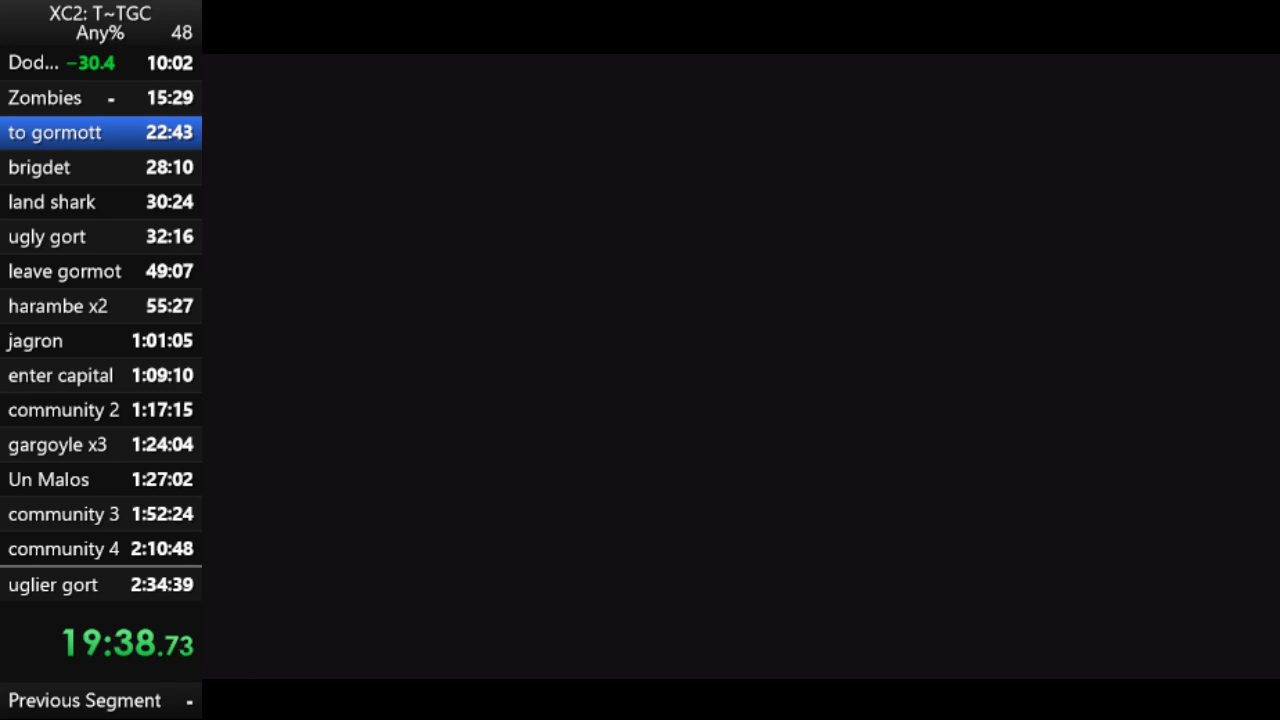 XC2: T~TGC
Any% 48
Dod... −30.4 10:02
Zombies - 15:29
to gormott 22:43
brigdet 28:10
land shark 30:24
ugly gort 32:16
leave gormot 49:07
harambe x2 55:27
jagron 1:01:05
enter capital 1:09:10
community 2 1:17:15
gargoyle x3 1:24:04
Un Malos 1:27:02
community 3 1:52:24
community 4 2:10:48
uglier gort 2:34:39
19:38.73
Previous Segment -